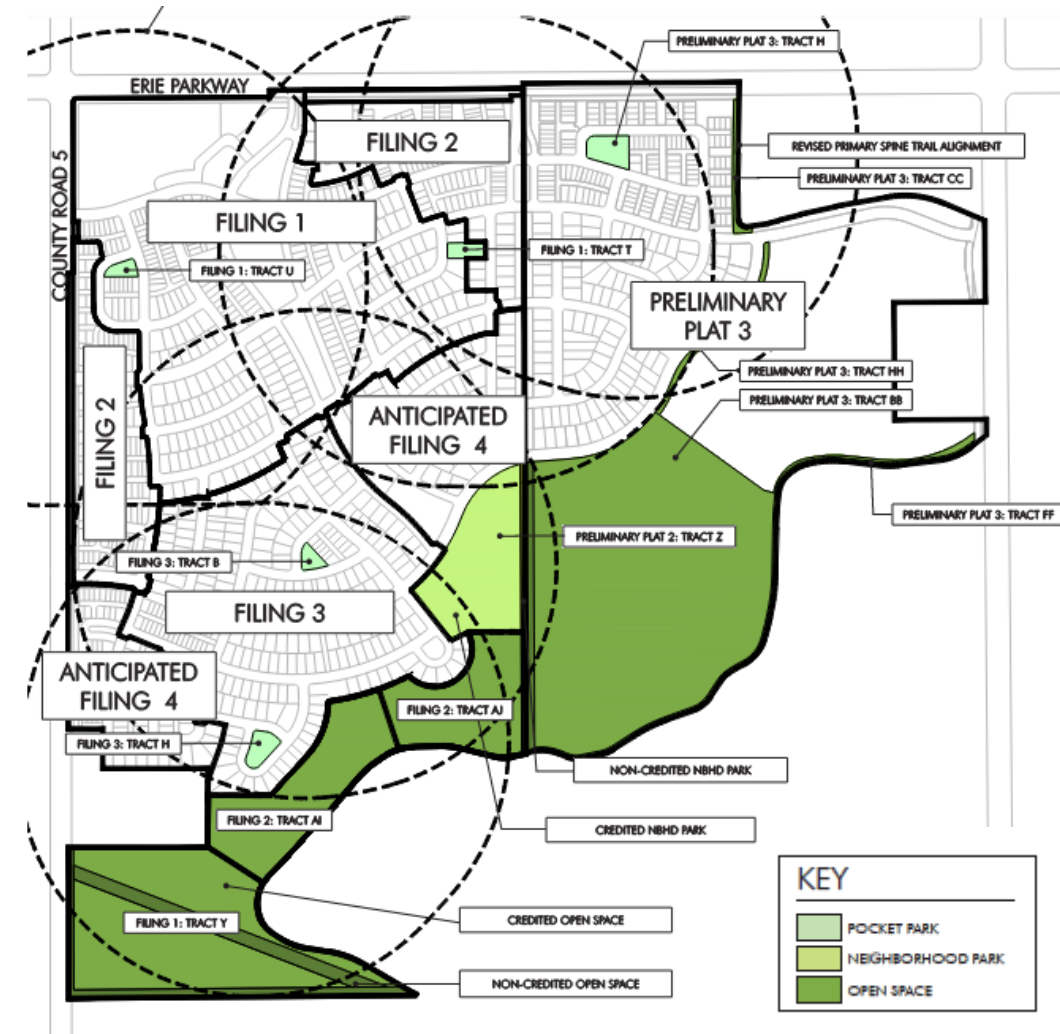 PRELIMINARY PLAT 3: TRACT H
ERIE PARKWAY
FILING 2
REVISED PRIMARY SPINE TRAIL ALIGNMENT
PRELIMINARY PLAT 3: TRACT CC
COUNTY ROAD 5
FILING 1
FILING 1: TRACT T
FILING 1: TRACT U
PRELIMINARY
PLAT 3
PRELIMINARY PLAT 3: TRACT HH
PRELIMINARY PLAT 3: TRACT BB
FILING 2
ANTICIPATED
FILING 4
PRELIMINARY PLAT 3: TRACT FF
PRELIMINARY PLAT 2: TRACT Z
FILING 3: TRACT B
FILING 3
ANTICIPATED
FILING 4
FILING 2: TRACT AJ
FILING 3: TRACT H
NON-CREDITED NBHD PARK
FILING 2: TRACT AI
CREDITED NBHD PARK
KEY
POCKET PARK
NEIGHBORHOOD PARK
OPEN SPACE
FILING 1: TRACT Y
CREDITED OPEN SPACE
NON-CREDITED OPEN SPACE